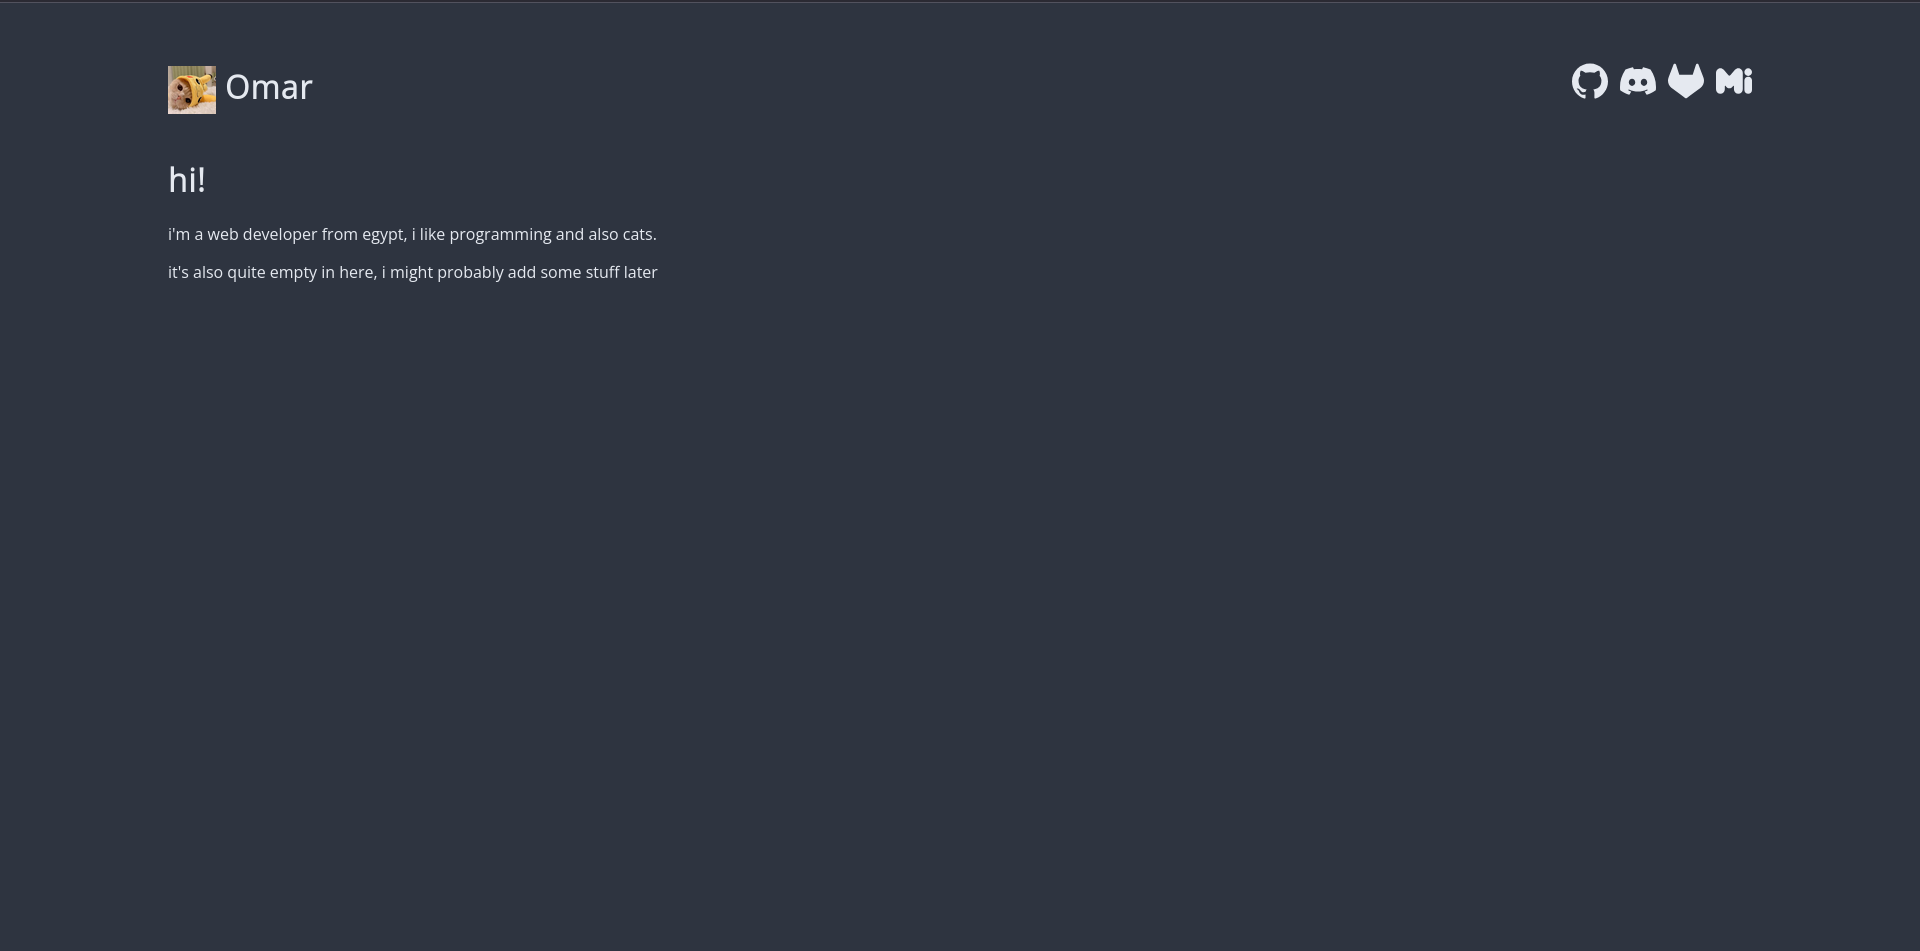 Omar
Mi
hi!
i'm a web developer from egypt, i like programming and also cats.
it's also quite empty in here, i might probably add some stuff later